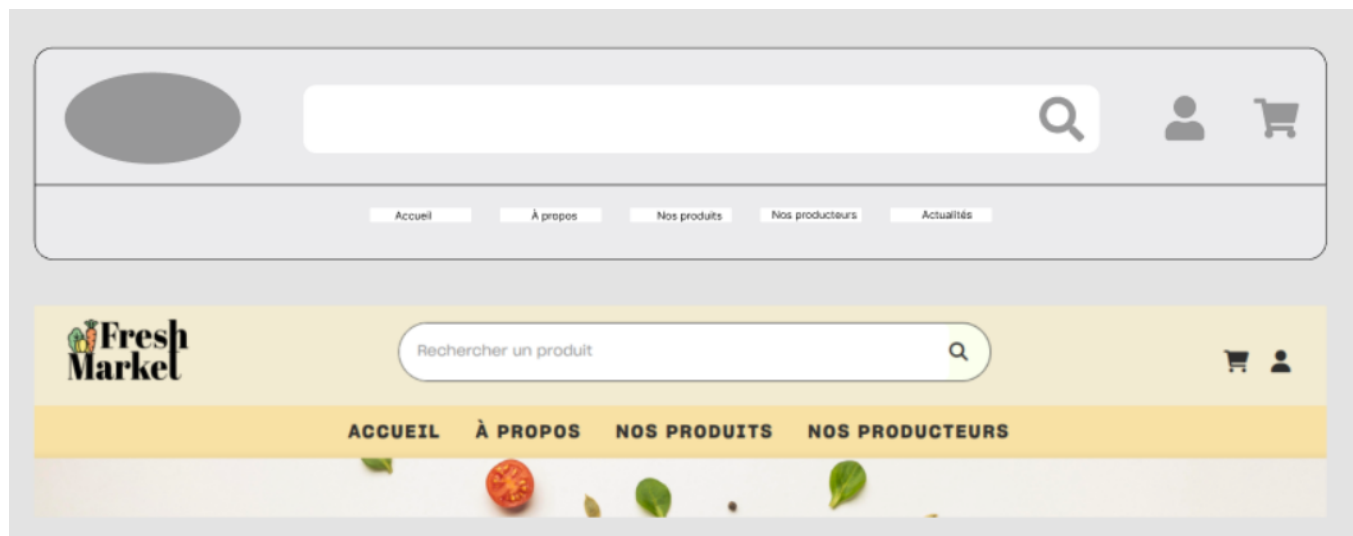 Accueil À propos Nos produits Nos producteurs Actualités
Fresh
Market
Rechercher un produit
ACCUEIL À PROPOS NOS PRODUITS NOS PRODUCTEURS